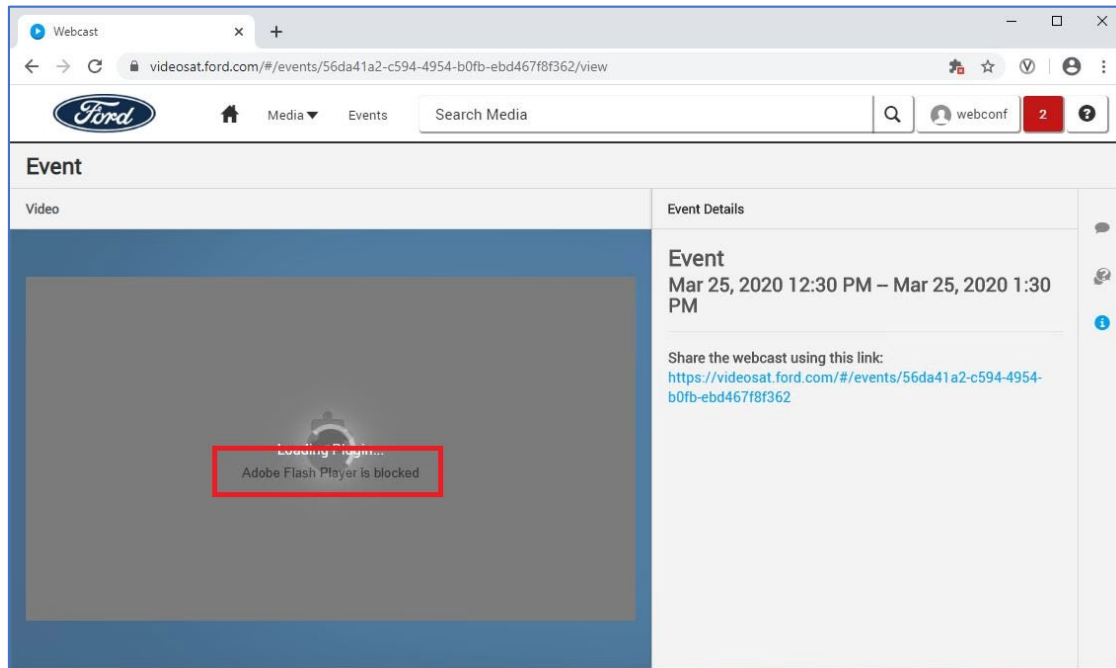 Webcast
videosat.ford.com/#/events/56da41a2-c594-4954-b0fb-ebd467f8f362/view
Ford
Media
Events
Search Media
webconf
2
Event
Video
Event Details
Event
Mar 25, 2020 12:30 PM – Mar 25, 2020 1:30
PM
Share the webcast using this link:
https://videosat.ford.com/#/events/56da41a2-c594-4954-
b0fb-ebd467f8f362
Loading Plugin...
Adobe Flash Player is blocked